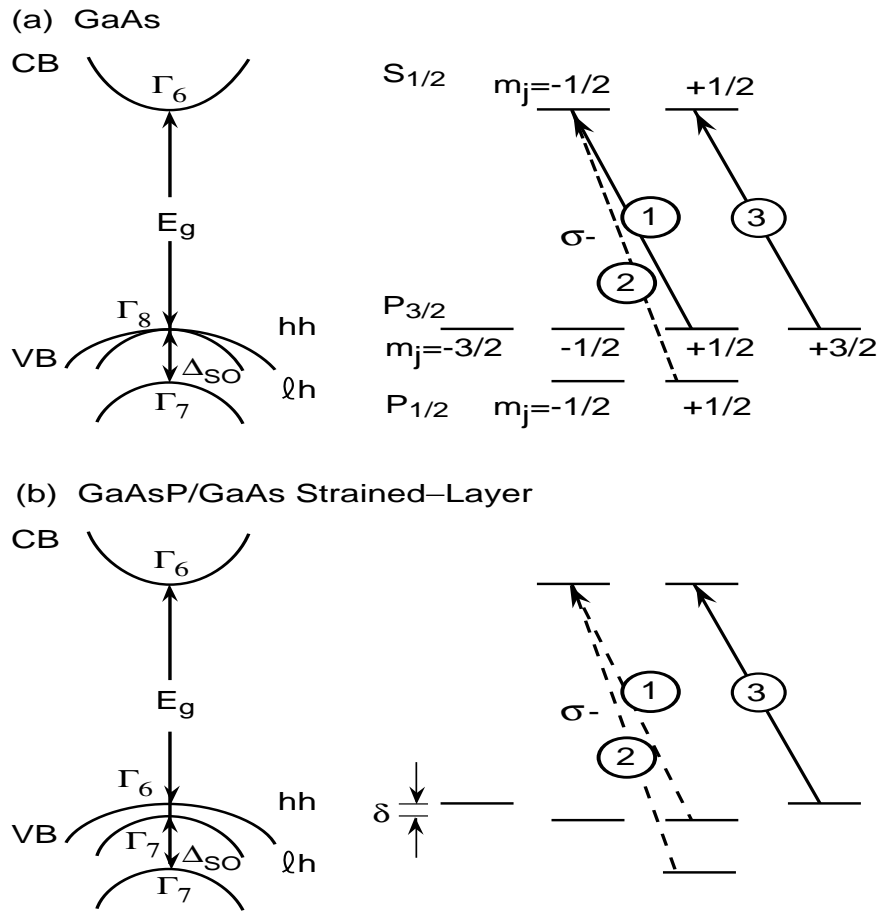 (a) GaAs
CB
Γ6
Eg
Γ8
hh
VB
ΔSO
ℓh
Γ7
S1/2 mj=-1/2 +1/2
1
3
σ-
2
P3/2
mj=-3/2 -1/2 +1/2 +3/2
P1/2 mj=-1/2 +1/2
(b) GaAsP/GaAs Strained–Layer
CB
Γ6
Eg
Γ6
hh
VB
Γ7
ΔSO
ℓh
Γ7
1
3
σ-
2
δ